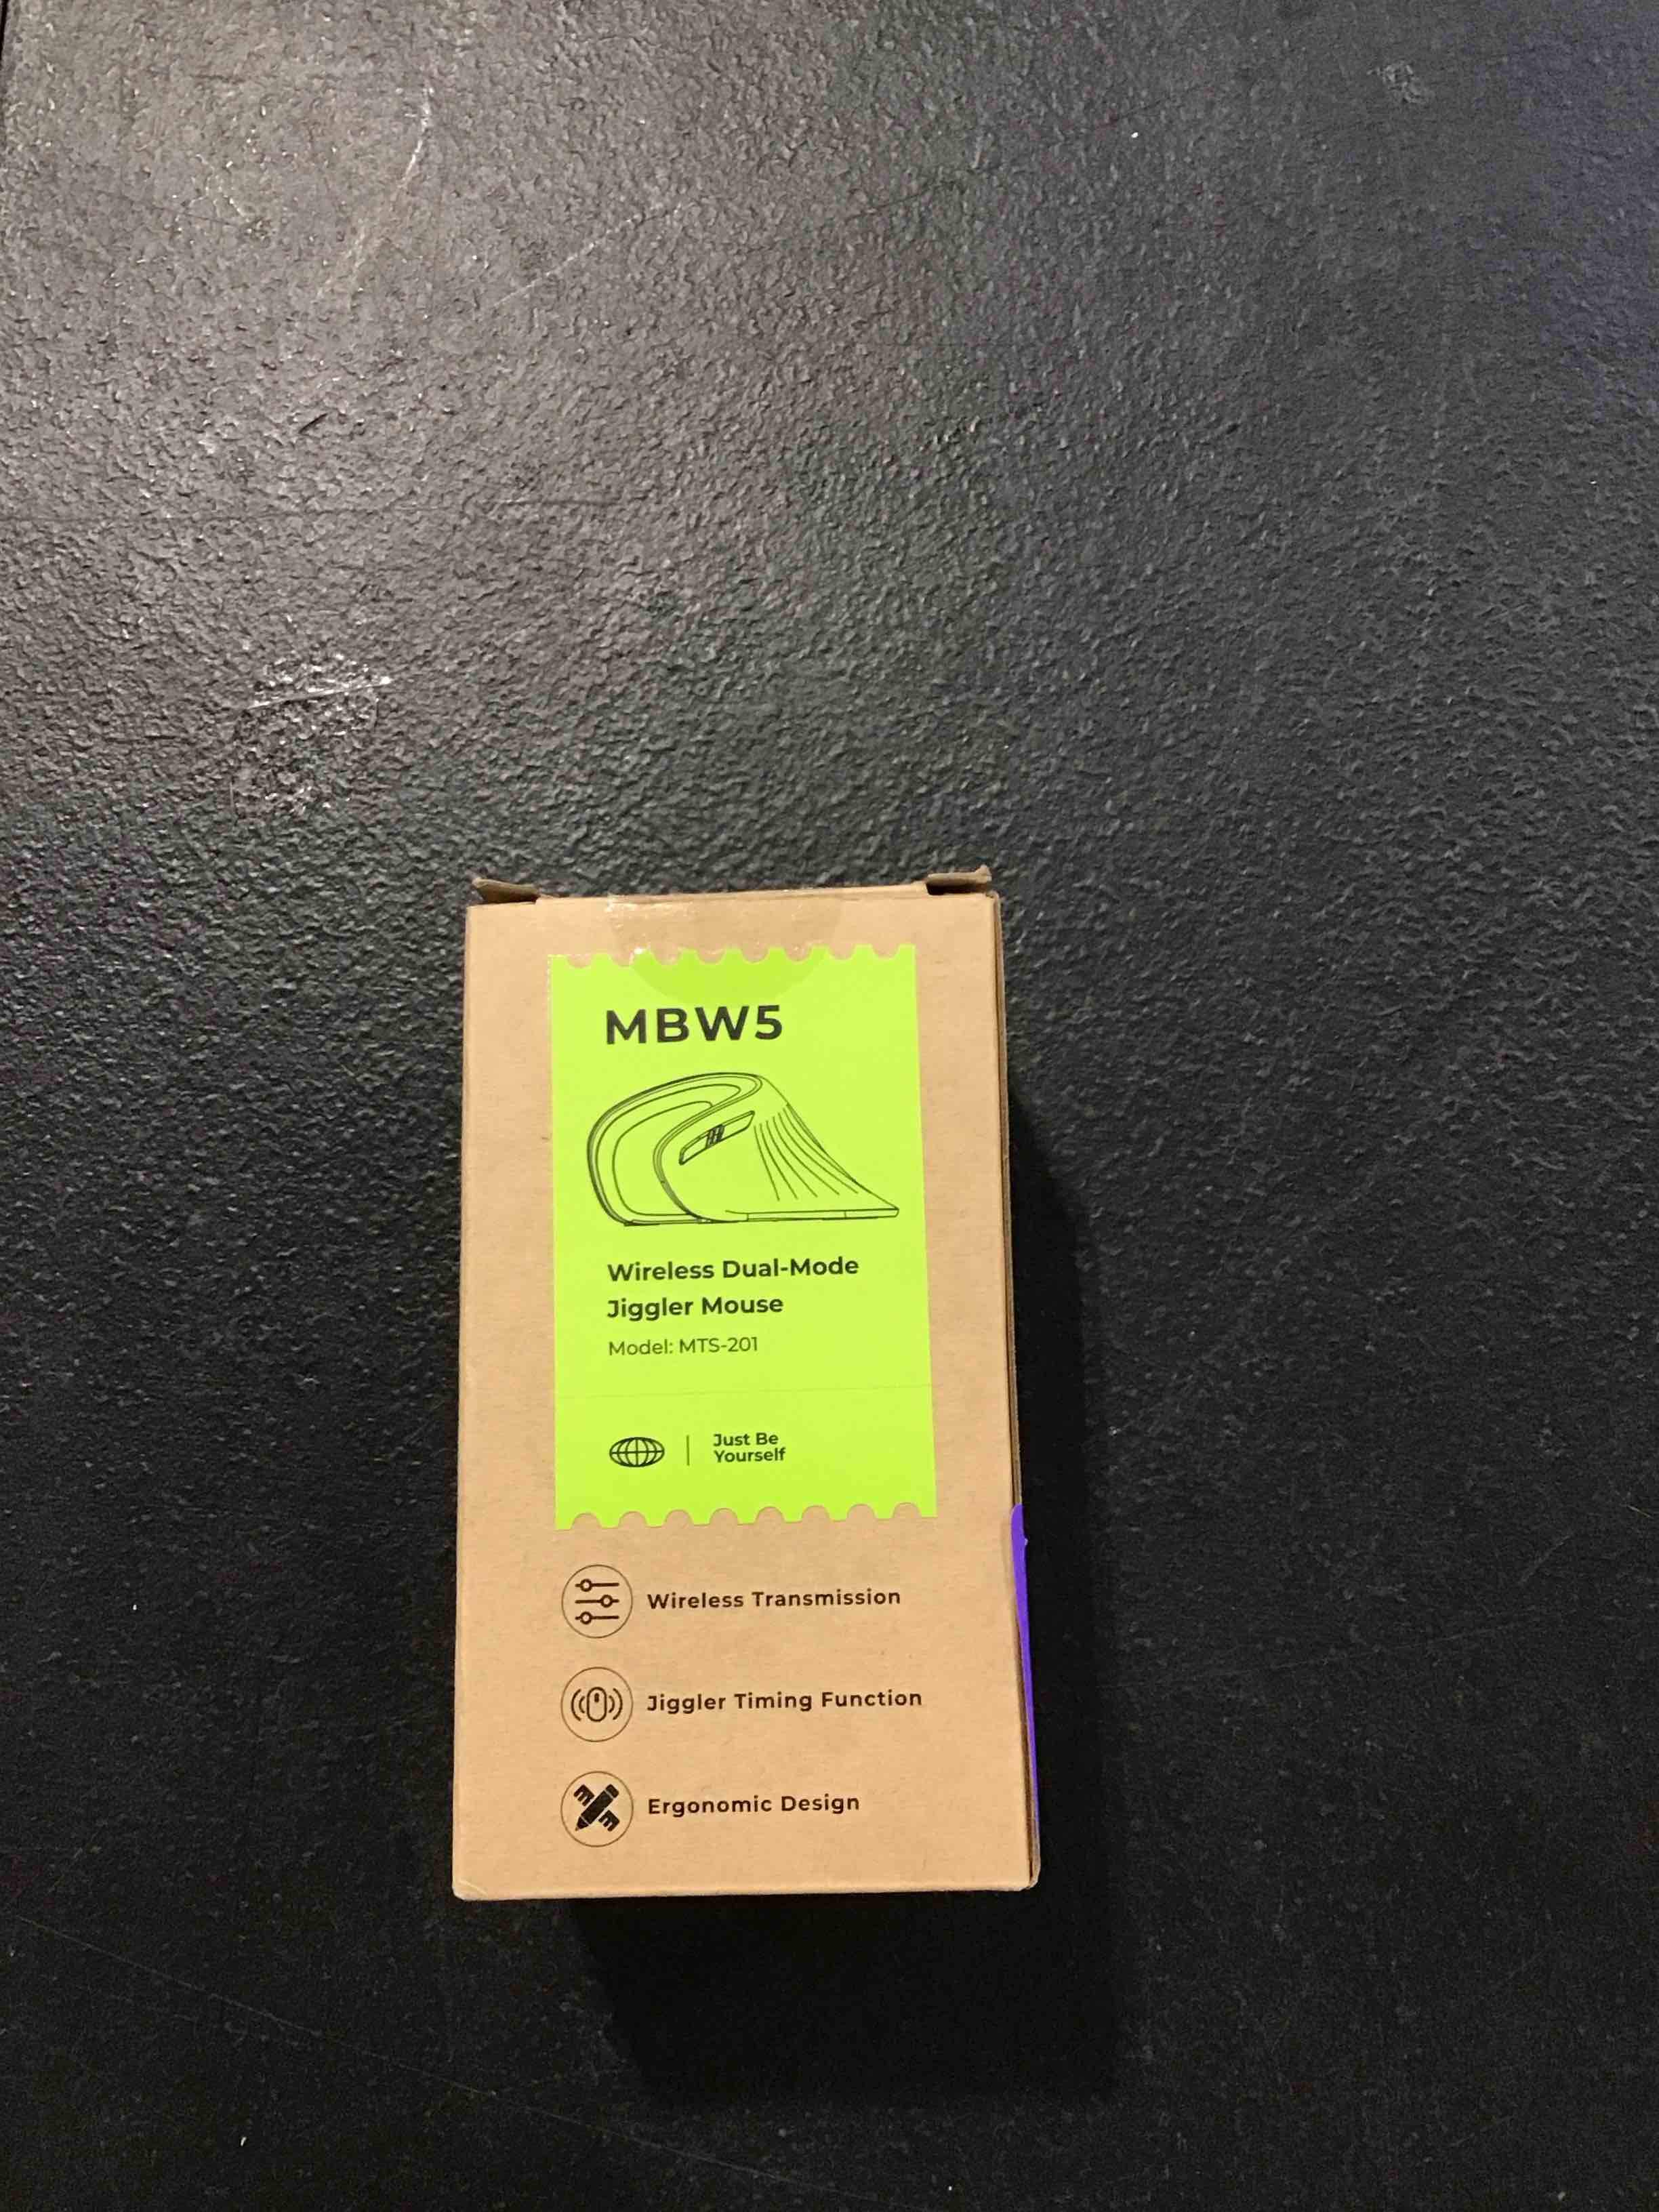 MBW5
Wireless Dual-Mode
Jiggler Mouse
Model: MTS-201
Just Be
Yourself
Wireless Transmission
Jiggler Timing Function
Ergonomic Design